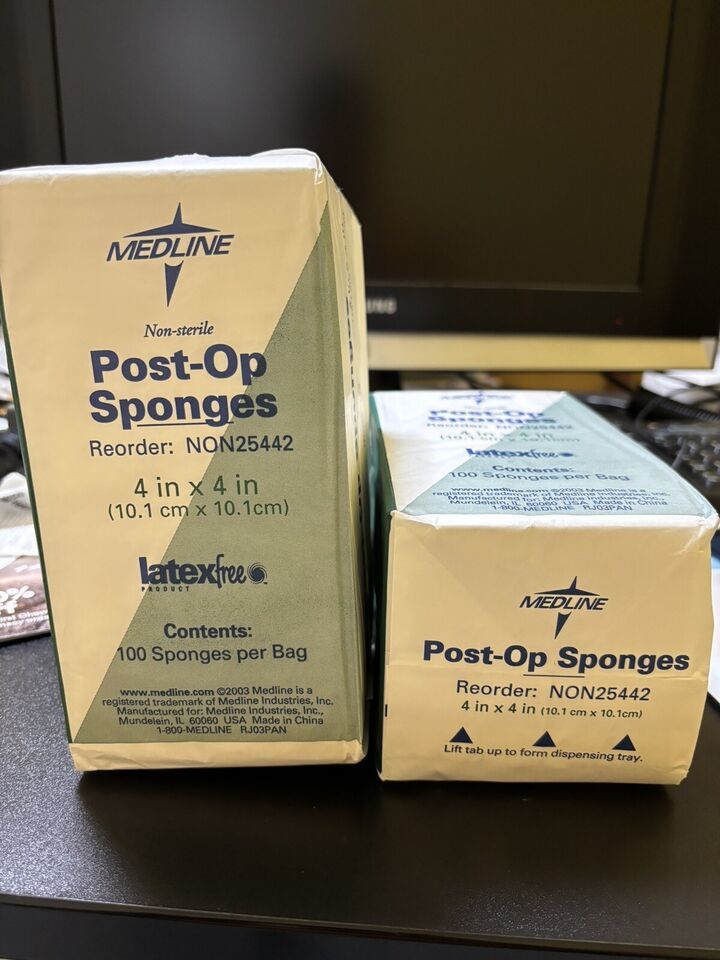 MEDLINE
Non-sterile
Post-Op
Sponges
Reorder: NON25442
4 in x 4 in
(10.1 cm x 10.1cm)
latexfree
PRODUCT
Contents:
100 Sponges per Bag
www.medline.com ©2003 Medline is a
registered trademark of Medline Industries, Inc.
Manufactured for: Medline Industries, Inc.,
Mundelein, IL 60060 USA Made in China
1-800-MEDLINE RJ03PAN
Post-Op
Sponges
Reorder: NON25442
4 in x 4 in
latexfree
Contents:
100 Sponges per Bag
www.medline.com ©2003 Medline is a
registered trademark of Medline Industries, Inc.
Manufactured for: Medline Industries, Inc.,
Mundelein, IL 60060 USA Made in China
1-800-MEDLINE RJ03PAN
MEDLINE
Post-Op Sponges
Reorder: NON25442
4 in x 4 in (10.1 cm x 10.1cm)
Lift tab up to form dispensing tray.